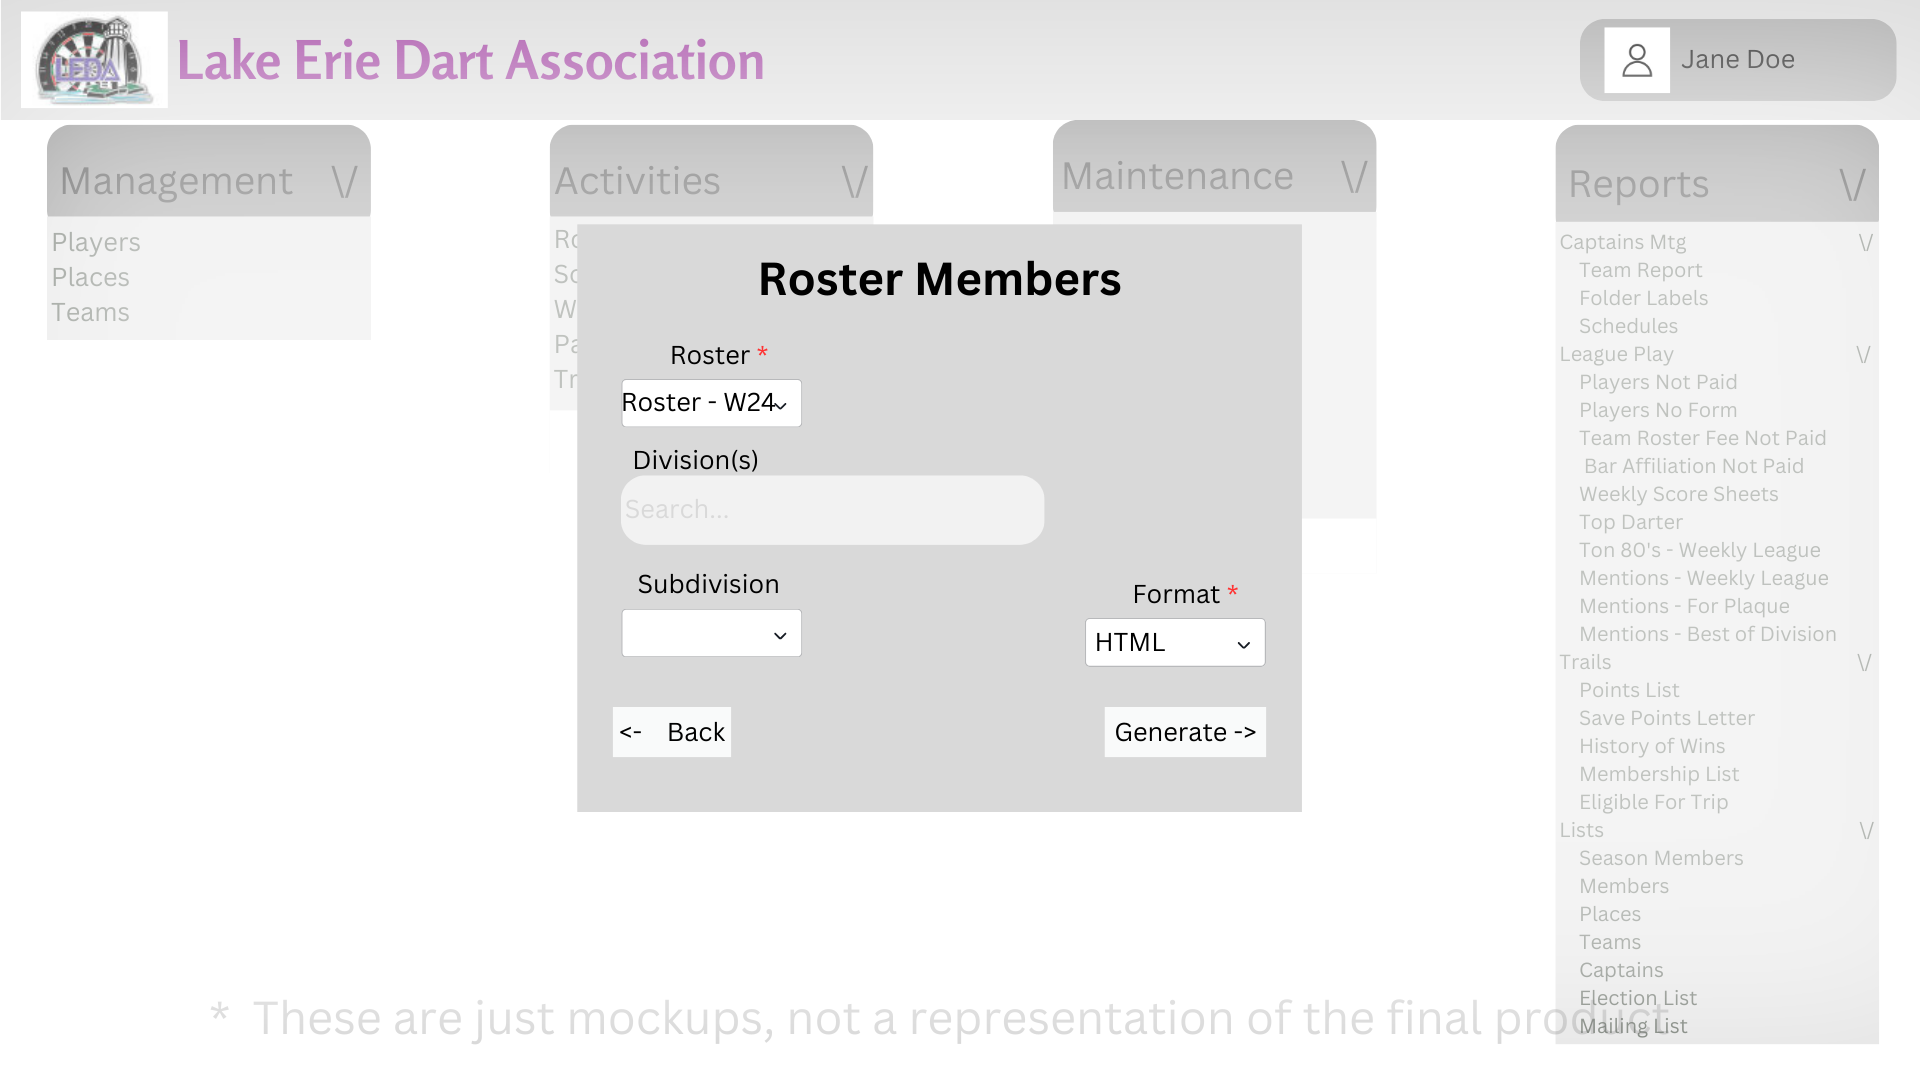 LEDA
Lake Erie Dart Association
Jane Doe
Management \/
Players
Places
Teams
Activities \/
Maintenance \/
Reports \/
Captains Mtg \/
Team Report
Folder Labels
Schedules
League Play \/
Players Not Paid
Players No Form
Team Roster Fee Not Paid
Bar Affiliation Not Paid
Weekly Score Sheets
Top Darter
Ton 80's - Weekly League
Mentions - Weekly League
Mentions - For Plaque
Mentions - Best of Division
Trails \/
Points List
Save Points Letter
History of Wins
Membership List
Eligible For Trip
Lists \/
Season Members
Members
Places
Teams
Captains
Election List
Mailing List
Roster Members
Roster *
Roster - W24
Division(s)
Search...
Subdivision
Format *
HTML
<- Back
Generate ->
* These are just mockups, not a representation of the final product